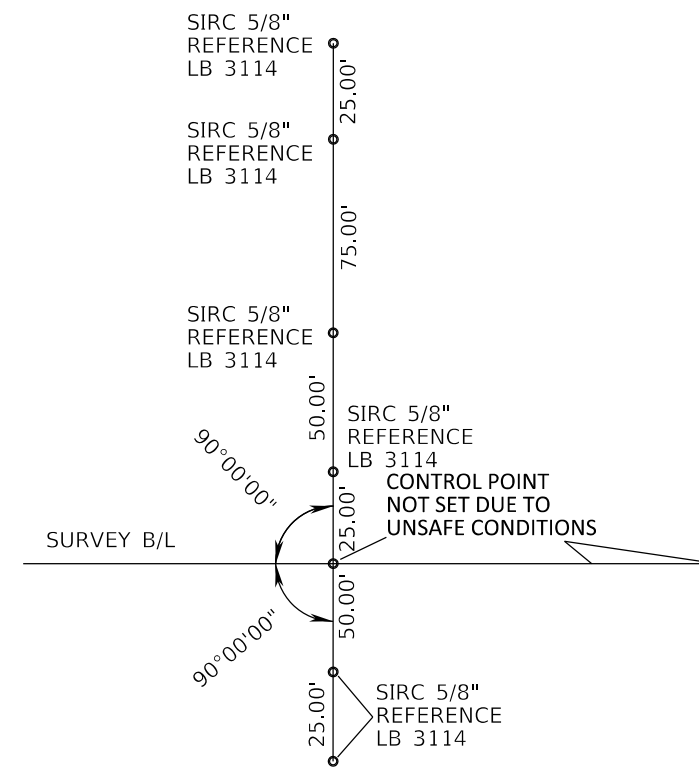 SIRC 5/8"
REFERENCE
LB 3114
25.00'
SIRC 5/8"
REFERENCE
LB 3114
75.00'
SIRC 5/8"
REFERENCE
LB 3114
50.00'
SIRC 5/8"
REFERENCE
LB 3114
90°00'00"
25.00'
CONTROL POINT
NOT SET DUE TO
UNSAFE CONDITIONS
SURVEY B/L
50.00'
90°00'00"
25.00'
SIRC 5/8"
REFERENCE
LB 3114